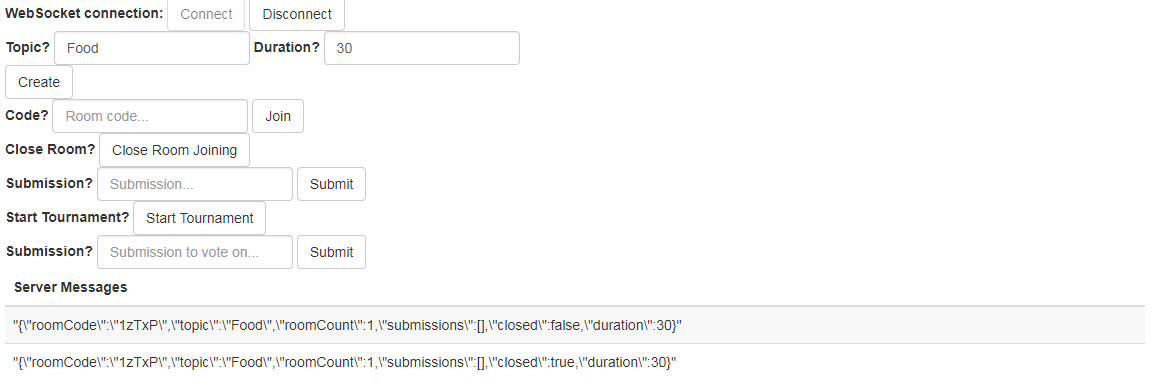 WebSocket connection: Connect Disconnect
Topic? Food Duration? 30
Create
Code? Room code... Join
Close Room? Close Room Joining
Submission? Submission... Submit
Start Tournament? Start Tournament
Submission? Submission to vote on... Submit
Server Messages
"{\"roomCode\":\"1zTxP\",\"topic\":\"Food\",\"roomCount\":1,\"submissions\":[],\"closed\":false,\"duration\":30}"
"{\"roomCode\":\"1zTxP\",\"topic\":\"Food\",\"roomCount\":1,\"submissions\":[],\"closed\":true,\"duration\":30}"